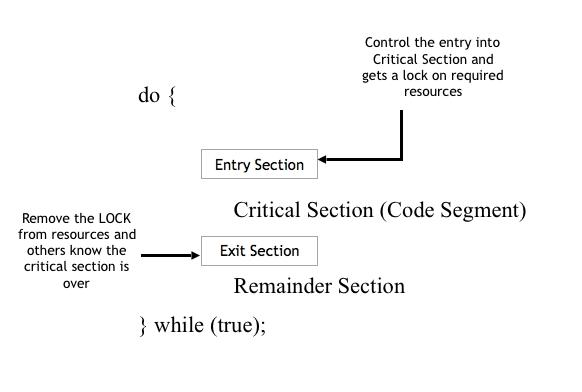 Control the entry into
Critical Section and
gets a lock on required
resources
do {
Entry Section
Critical Section (Code Segment)
Remove the LOCK
from resources and
others know the
critical section is
over
Exit Section
Remainder Section
} while (true);